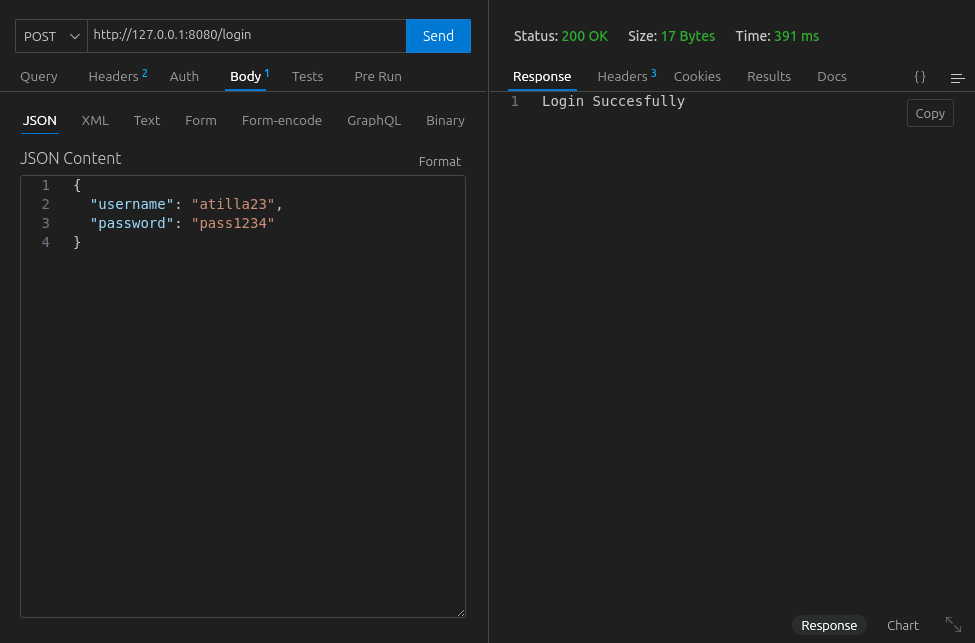 POST http://127.0.0.1:8080/login Send
Query Headers 2 Auth Body 1 Tests Pre Run
JSON XML Text Form Form-encode GraphQL Binary
JSON Content Format
1 {
2 "username": "atilla23",
3 "password": "pass1234"
4 }
Status: 200 OK Size: 17 Bytes Time: 391 ms
Response Headers 3 Cookies Results Docs {}
1 Login Succesfully
Copy
Response Chart